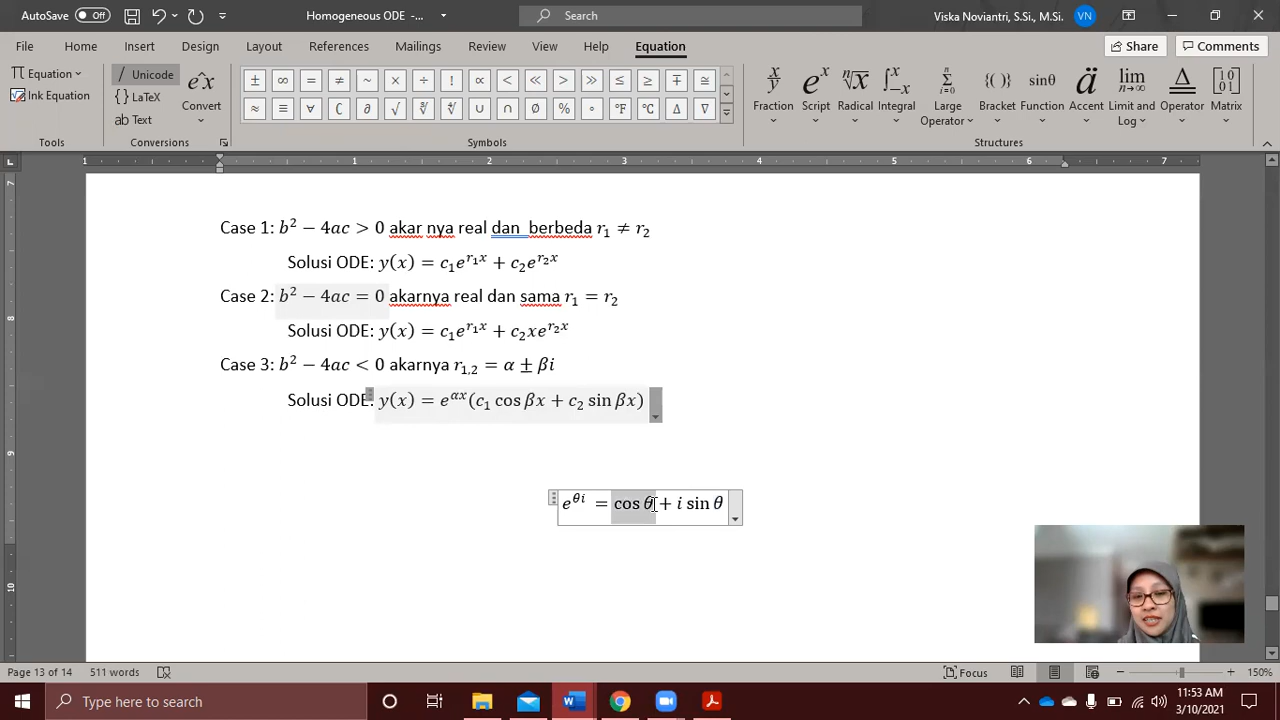 AutoSave Off Homogeneous ODE -... Search Viska Noviantri, S.Si., M.Si. VN
File Home Insert Design Layout References Mailings Review View Help Equation Share Comments
Equation Unicode Convert Fraction Script Radical Integral Large Operator Bracket Function Accent Limit and Log Operator Matrix
Ink Equation LaTeX
Text
Tools Conversions Symbols Structures
Case 1: b² − 4ac > 0 akar nya real dan berbeda r₁ ≠ r₂
Solusi ODE: y(x) = c₁e^{r₁x} + c₂e^{r₂x}
Case 2: b² − 4ac = 0 akarnya real dan sama r₁ = r₂
Solusi ODE: y(x) = c₁e^{r₁x} + c₂xe^{r₂x}
Case 3: b² − 4ac < 0 akarnya r₁,₂ = α ± βi
Solusi ODE: y(x) = e^{αx}(c₁ cos βx + c₂ sin βx)
e^{θi} = cos θ + i sin θ
Page 13 of 14 511 words Focus 150%
Type here to search 11:53 AM
3/10/2021